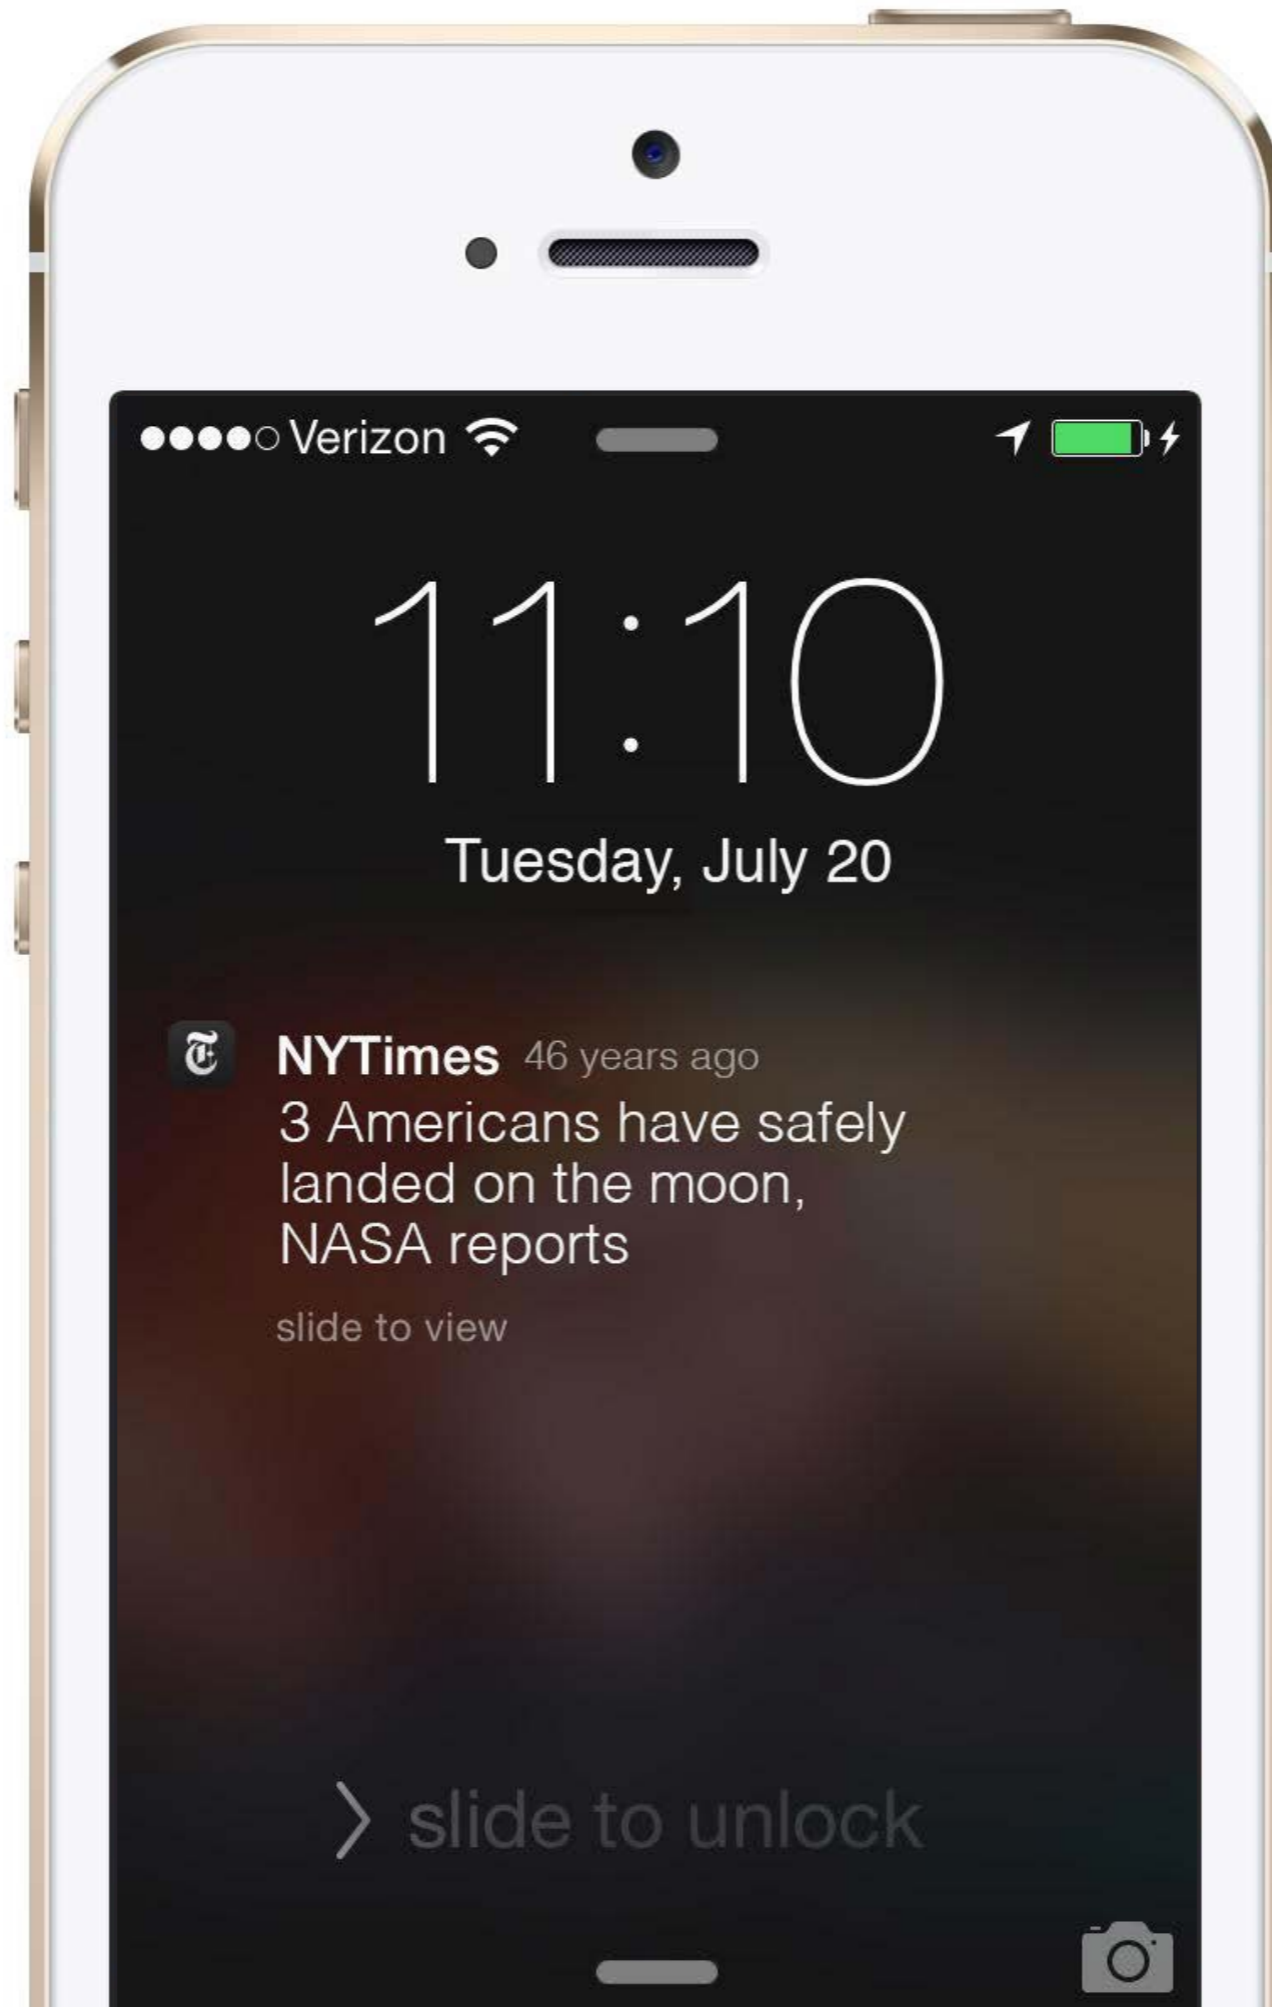 Verizon
11:10
Tuesday, July 20
T
NYTimes 46 years ago
3 Americans have safely
landed on the moon,
NASA reports
slide to view
> slide to unlock